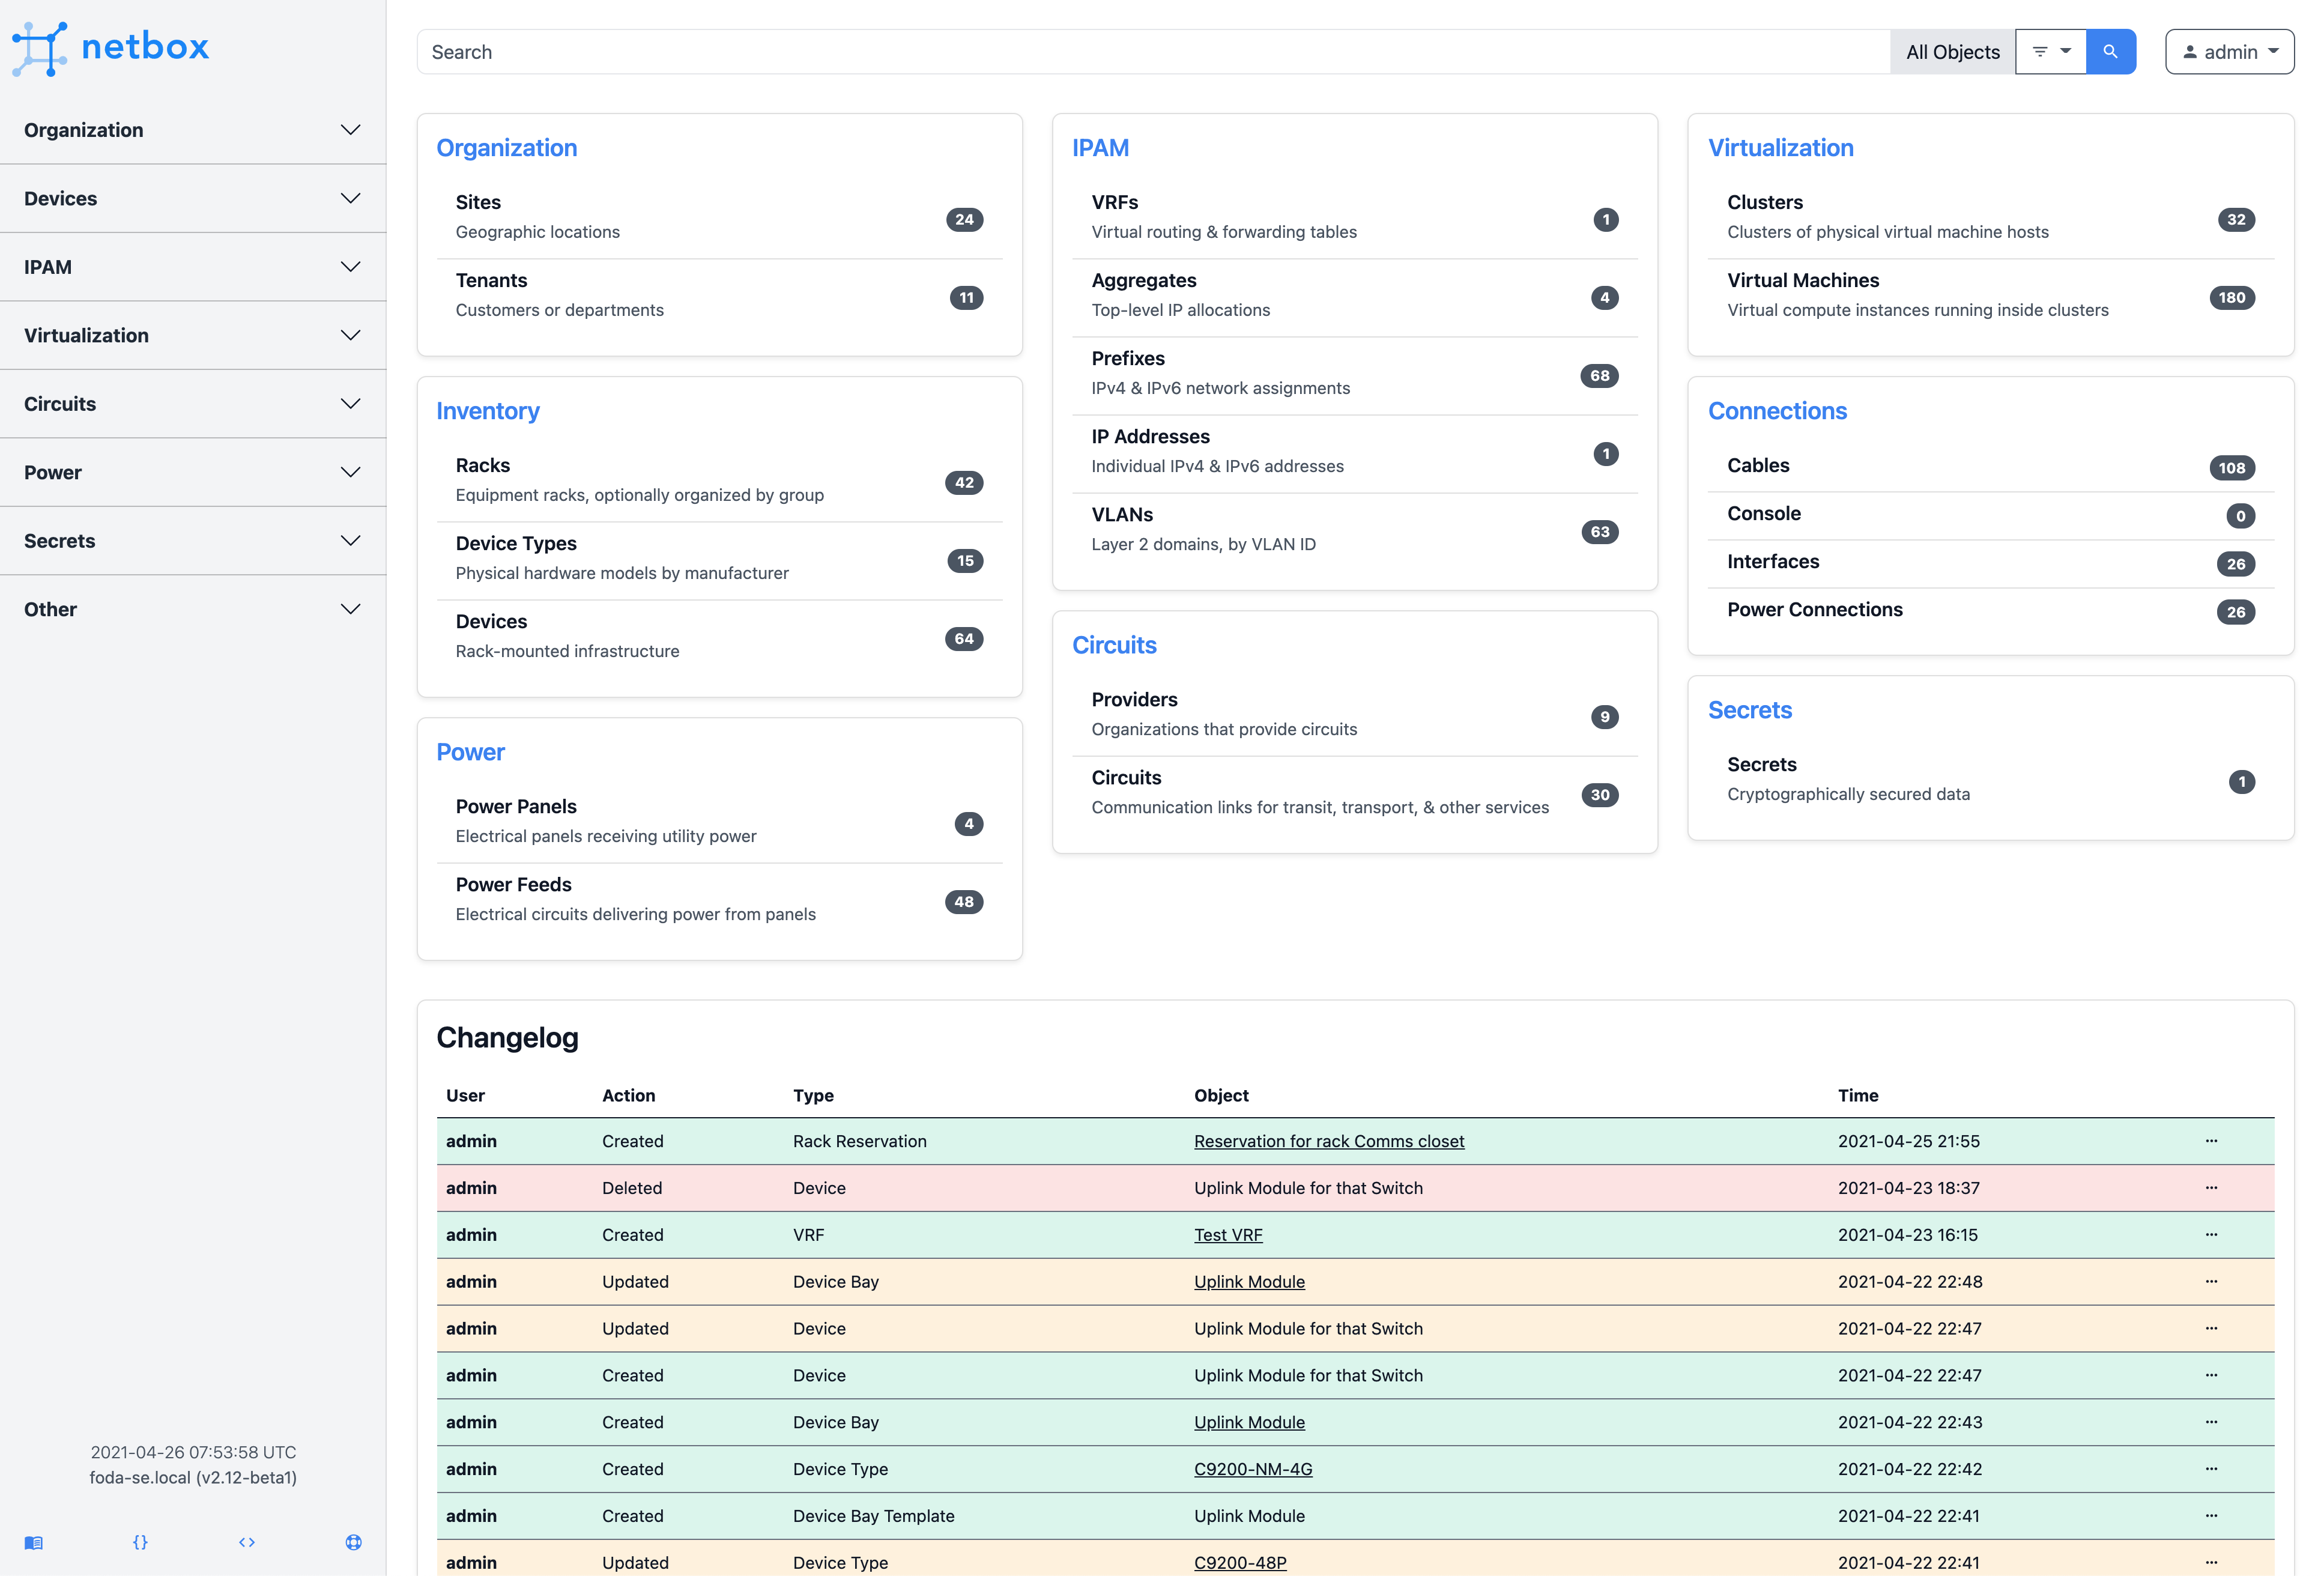 netbox
Organization
Devices
IPAM
Virtualization
Circuits
Power
Secrets
Other
2021-04-26 07:53:58 UTC
foda-se.local (v2.12-beta1)
Search
All Objects
admin
Organization
Sites
Geographic locations
24
Tenants
Customers or departments
11
Inventory
Racks
Equipment racks, optionally organized by group
42
Device Types
Physical hardware models by manufacturer
15
Devices
Rack-mounted infrastructure
64
Power
Power Panels
Electrical panels receiving utility power
4
Power Feeds
Electrical circuits delivering power from panels
48
IPAM
VRFs
Virtual routing & forwarding tables
1
Aggregates
Top-level IP allocations
4
Prefixes
IPv4 & IPv6 network assignments
68
IP Addresses
Individual IPv4 & IPv6 addresses
1
VLANs
Layer 2 domains, by VLAN ID
63
Circuits
Providers
Organizations that provide circuits
9
Circuits
Communication links for transit, transport, & other services
30
Virtualization
Clusters
Clusters of physical virtual machine hosts
32
Virtual Machines
Virtual compute instances running inside clusters
180
Connections
Cables 108
Console 0
Interfaces 26
Power Connections 26
Secrets
Secrets
Cryptographically secured data
1
Changelog
User Action Type Object Time
admin Created Rack Reservation Reservation for rack Comms closet 2021-04-25 21:55 ...
admin Deleted Device Uplink Module for that Switch 2021-04-23 18:37 ...
admin Created VRF Test VRF 2021-04-23 16:15 ...
admin Updated Device Bay Uplink Module 2021-04-22 22:48 ...
admin Updated Device Uplink Module for that Switch 2021-04-22 22:47 ...
admin Created Device Uplink Module for that Switch 2021-04-22 22:47 ...
admin Created Device Bay Uplink Module 2021-04-22 22:43 ...
admin Created Device Type C9200-NM-4G 2021-04-22 22:42 ...
admin Created Device Bay Template Uplink Module 2021-04-22 22:41 ...
admin Updated Device Type C9200-48P 2021-04-22 22:41 ...